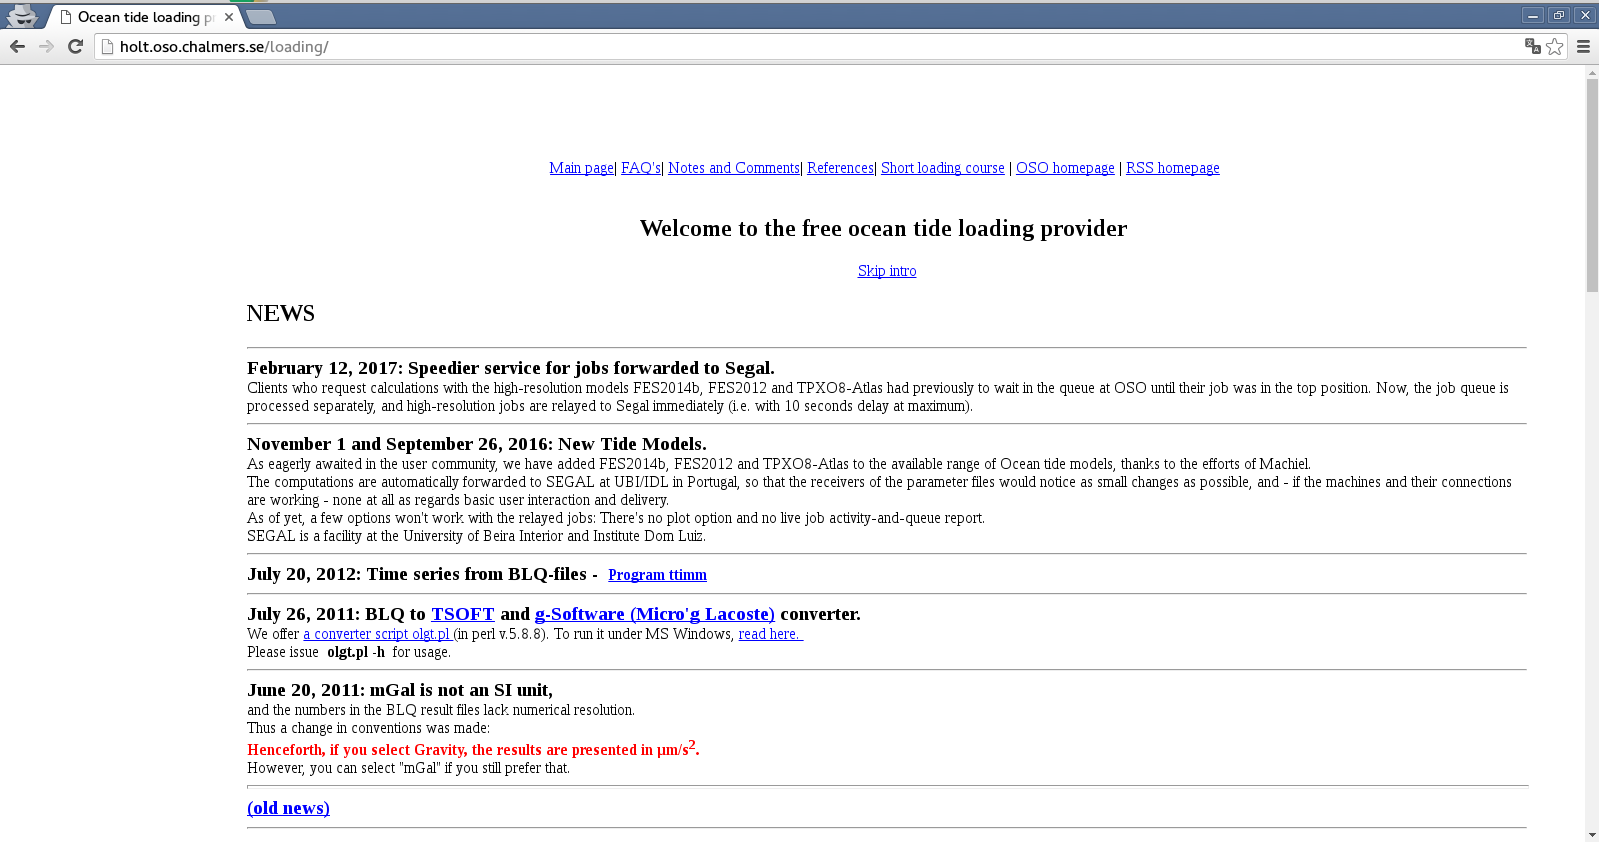 Ocean tide loading pr
holt.oso.chalmers.se/loading/
Main page| FAQ's| Notes and Comments| References| Short loading course | OSO homepage | RSS homepage
Welcome to the free ocean tide loading provider
Skip intro
NEWS
February 12, 2017: Speedier service for jobs forwarded to Segal.
Clients who request calculations with the high-resolution models FES2014b, FES2012 and TPXO8-Atlas had previously to wait in the queue at OSO until their job was in the top position. Now, the job queue is
processed separately, and high-resolution jobs are relayed to Segal immediately (i.e. with 10 seconds delay at maximum).
November 1 and September 26, 2016: New Tide Models.
As eagerly awaited in the user community, we have added FES2014b, FES2012 and TPXO8-Atlas to the available range of Ocean tide models, thanks to the efforts of Machiel.
The computations are automatically forwarded to SEGAL at UBI/IDL in Portugal, so that the receivers of the parameter files would notice as small changes as possible, and - if the machines and their connections
are working - none at all as regards basic user interaction and delivery.
As of yet, a few options won't work with the relayed jobs: There's no plot option and no live job activity-and-queue report.
SEGAL is a facility at the University of Beira Interior and Institute Dom Luiz.
July 20, 2012: Time series from BLQ-files - Program ttimm
July 26, 2011: BLQ to TSOFT and g-Software (Micro'g Lacoste) converter.
We offer a converter script olgt.pl (in perl v.5.8.8). To run it under MS Windows, read here.
Please issue olgt.pl -h for usage.
June 20, 2011: mGal is not an SI unit,
and the numbers in the BLQ result files lack numerical resolution.
Thus a change in conventions was made:
Henceforth, if you select Gravity, the results are presented in µm/s².
However, you can select "mGal" if you still prefer that.
(old news)